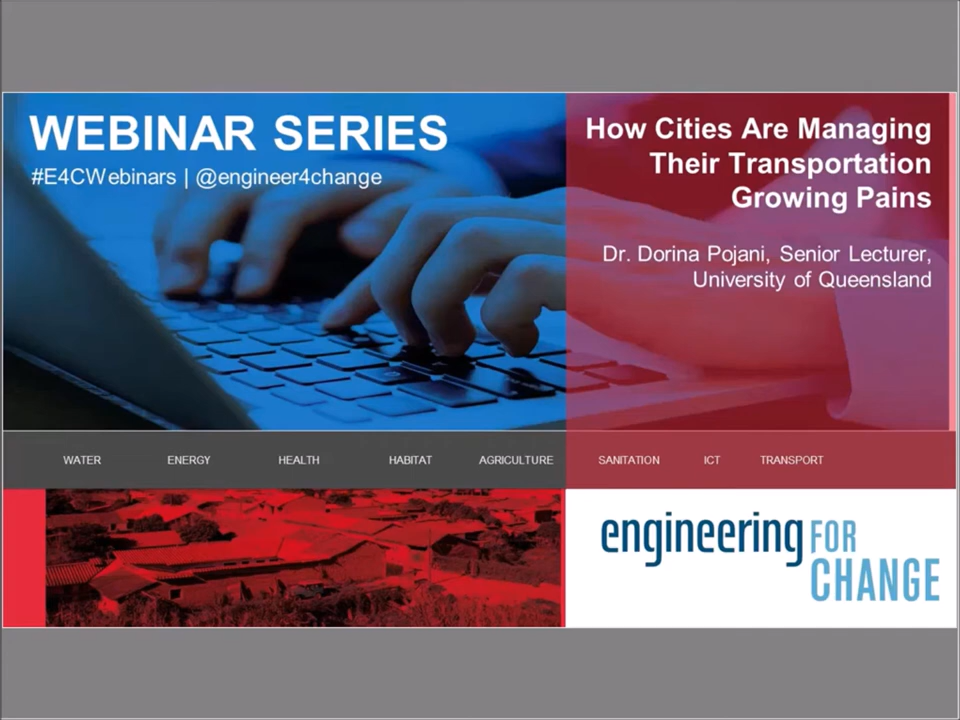 WEBINAR SERIES
#E4CWebinars | @engineer4change
How Cities Are Managing
Their Transportation
Growing Pains
Dr. Dorina Pojani, Senior Lecturer,
University of Queensland
WATER ENERGY HEALTH HABITAT AGRICULTURE SANITATION ICT TRANSPORT
engineering FOR
CHANGE